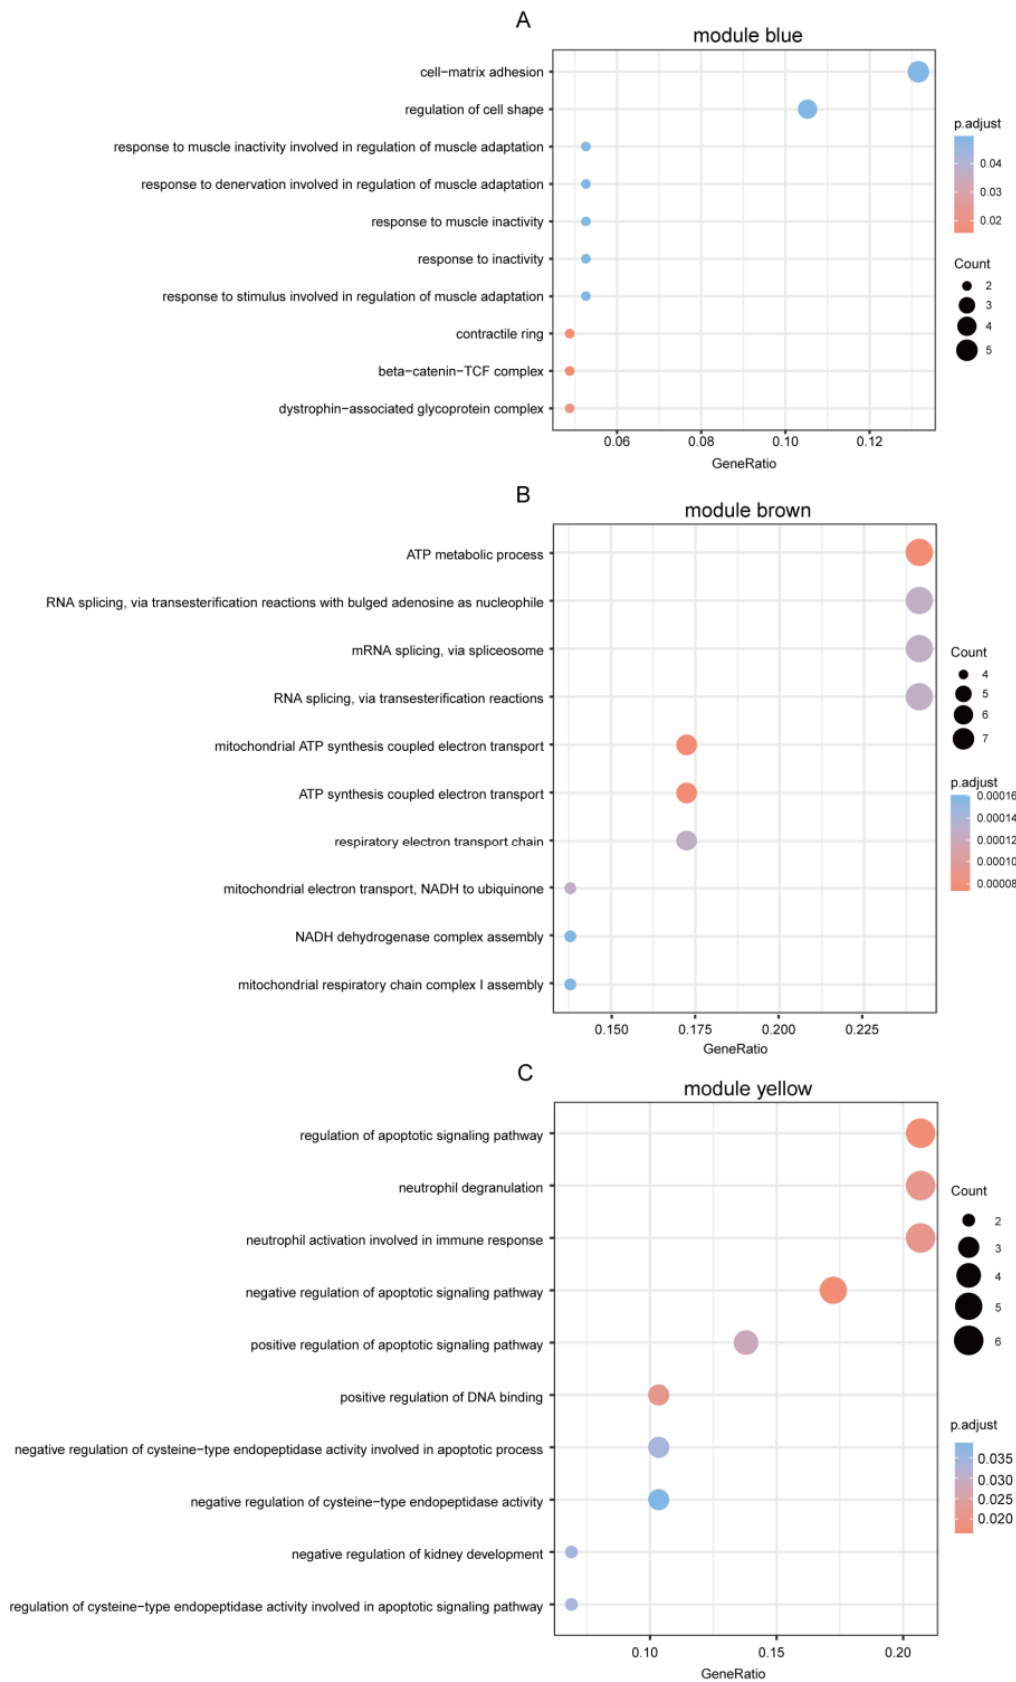 A
module blue
cell−matrix adhesion
regulation of cell shape
response to muscle inactivity involved in regulation of muscle adaptation
response to denervation involved in regulation of muscle adaptation
response to muscle inactivity
response to inactivity
response to stimulus involved in regulation of muscle adaptation
contractile ring
beta−catenin−TCF complex
dystrophin−associated glycoprotein complex
0.06 0.08 0.10 0.12
GeneRatio
p.adjust
0.04
0.03
0.02
Count
2
3
4
5
B
module brown
ATP metabolic process
RNA splicing, via transesterification reactions with bulged adenosine as nucleophile
mRNA splicing, via spliceosome
RNA splicing, via transesterification reactions
mitochondrial ATP synthesis coupled electron transport
ATP synthesis coupled electron transport
respiratory electron transport chain
mitochondrial electron transport, NADH to ubiquinone
NADH dehydrogenase complex assembly
mitochondrial respiratory chain complex I assembly
0.150 0.175 0.200 0.225
GeneRatio
Count
4
5
6
7
p.adjust
0.00016
0.00014
0.00012
0.00010
0.00008
C
module yellow
regulation of apoptotic signaling pathway
neutrophil degranulation
neutrophil activation involved in immune response
negative regulation of apoptotic signaling pathway
positive regulation of apoptotic signaling pathway
positive regulation of DNA binding
negative regulation of cysteine−type endopeptidase activity involved in apoptotic process
negative regulation of cysteine−type endopeptidase activity
negative regulation of kidney development
regulation of cysteine−type endopeptidase activity involved in apoptotic signaling pathway
0.10 0.15 0.20
GeneRatio
Count
2
3
4
5
6
p.adjust
0.035
0.030
0.025
0.020